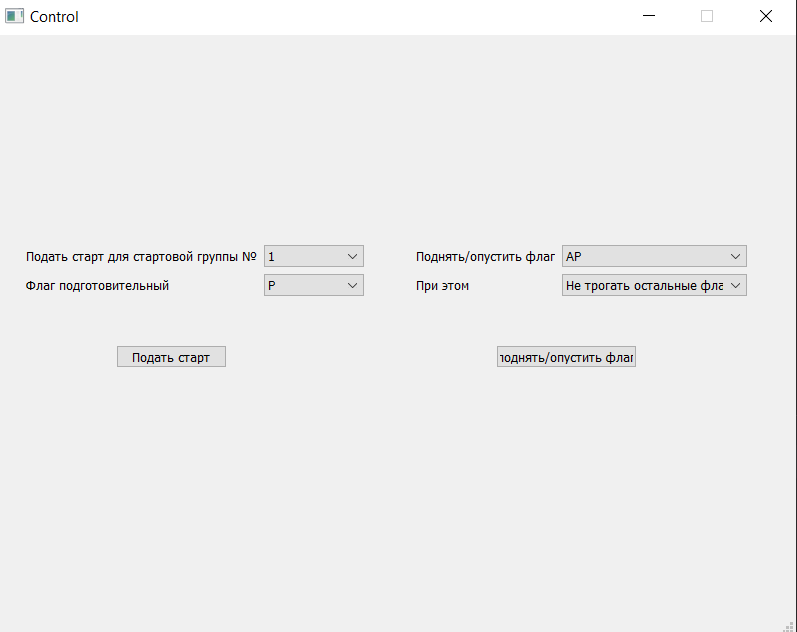 Control
Подать старт для стартовой группы № 1
Флаг подготовительный P
Подать старт
Поднять/опустить флаг AP
При этом Не трогать остальные фла
поднять/опустить флаг